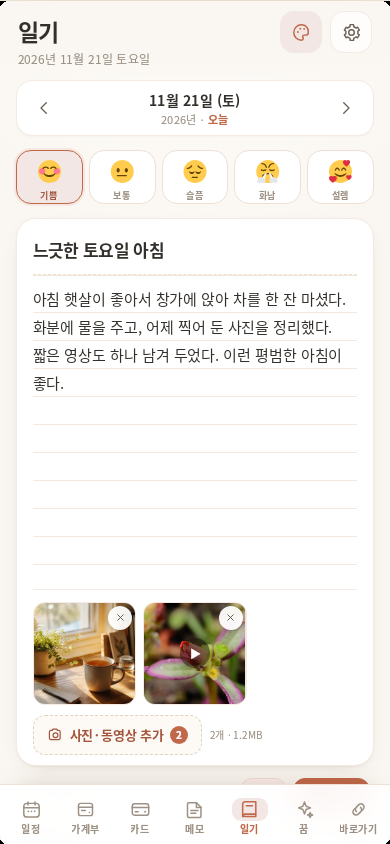 일기
2026년 11월 21일 토요일
11월 21일 (토)
2026년 · 오늘
기쁨
보통
슬픔
화남
설렘
느긋한 토요일 아침
아침 햇살이 좋아서 창가에 앉아 차를 한 잔 마셨다.
화분에 물을 주고, 어제 찍어 둔 사진을 정리했다.
짧은 영상도 하나 남겨 두었다. 이런 평범한 아침이
좋다.
사진·동영상 추가 2
2개 · 1.2MB
일정
가계부
카드
메모
일기
꿈
바로가기